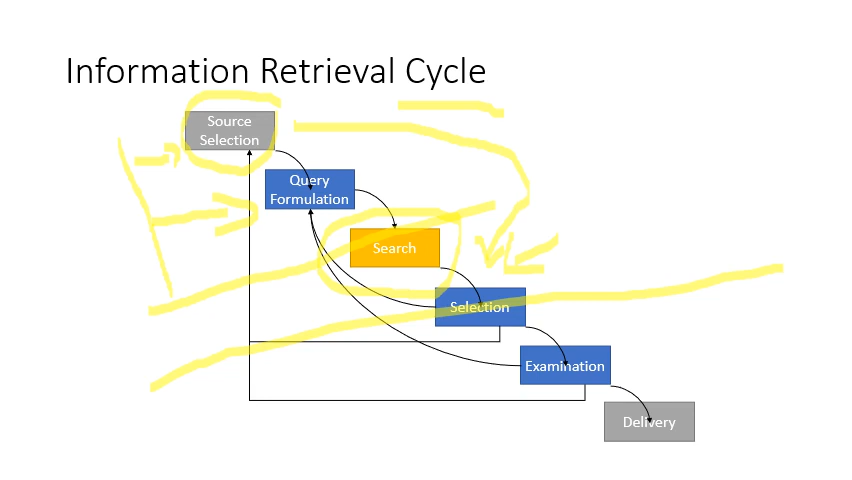 Information Retrieval Cycle
Source
Selection
Query
Formulation
Search
Selection
Examination
Delivery